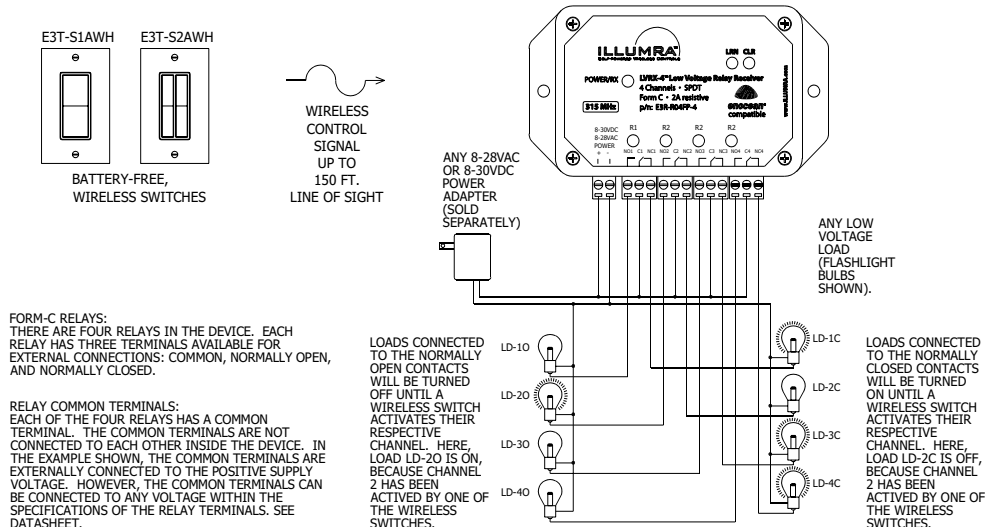 E3T-S1AWH
E3T-S2AWH
BATTERY-FREE,
WIRELESS SWITCHES
WIRELESS
CONTROL
SIGNAL
UP TO
150 FT.
LINE OF SIGHT
ILLUMRA™
SELF-POWERED WIRELESS CONTROLS
LRN CLR
POWER/RX
LVRX-4™ Low Voltage Relay Receiver
4 Channels • SPDT
Form C • 2A resistive
p/n: E3R-R04FP-4
315 MHz
enocean®
compatible
www.ILLUMRA.com
8-30VDC
8-28VAC
POWER
+ -
R1 R2 R2 R2
NO1 C1 NC1 NO2 C2 NC2 NO3 C3 NC3 NO4 C4 NC4
ANY 8-28VAC
OR 8-30VDC
POWER
ADAPTER
(SOLD
SEPARATELY)
ANY LOW
VOLTAGE
LOAD
(FLASHLIGHT
BULBS
SHOWN).
FORM-C RELAYS:
THERE ARE FOUR RELAYS IN THE DEVICE. EACH
RELAY HAS THREE TERMINALS AVAILABLE FOR
EXTERNAL CONNECTIONS: COMMON, NORMALLY OPEN,
AND NORMALLY CLOSED.
RELAY COMMON TERMINALS:
EACH OF THE FOUR RELAYS HAS A COMMON
TERMINAL. THE COMMON TERMINALS ARE NOT
CONNECTED TO EACH OTHER INSIDE THE DEVICE. IN
THE EXAMPLE SHOWN, THE COMMON TERMINALS ARE
EXTERNALLY CONNECTED TO THE POSITIVE SUPPLY
VOLTAGE. HOWEVER, THE COMMON TERMINALS CAN
BE CONNECTED TO ANY VOLTAGE WITHIN THE
SPECIFICATIONS OF THE RELAY TERMINALS. SEE
DATASHEET.
LOADS CONNECTED
TO THE NORMALLY
OPEN CONTACTS
WILL BE TURNED
OFF UNTIL A
WIRELESS SWITCH
ACTIVATES THEIR
RESPECTIVE
CHANNEL. HERE,
LOAD LD-2O IS ON,
BECAUSE CHANNEL
2 HAS BEEN
ACTIVED BY ONE OF
THE WIRELESS
SWITCHES.
LD-1O
LD-2O
LD-3O
LD-4O
LD-1C
LD-2C
LD-3C
LD-4C
LOADS CONNECTED
TO THE NORMALLY
CLOSED CONTACTS
WILL BE TURNED
ON UNTIL A
WIRELESS SWITCH
ACTIVATES THEIR
RESPECTIVE
CHANNEL. HERE,
LOAD LD-2C IS OFF,
BECAUSE CHANNEL
2 HAS BEEN
ACTIVED BY ONE OF
THE WIRELESS
SWITCHES.